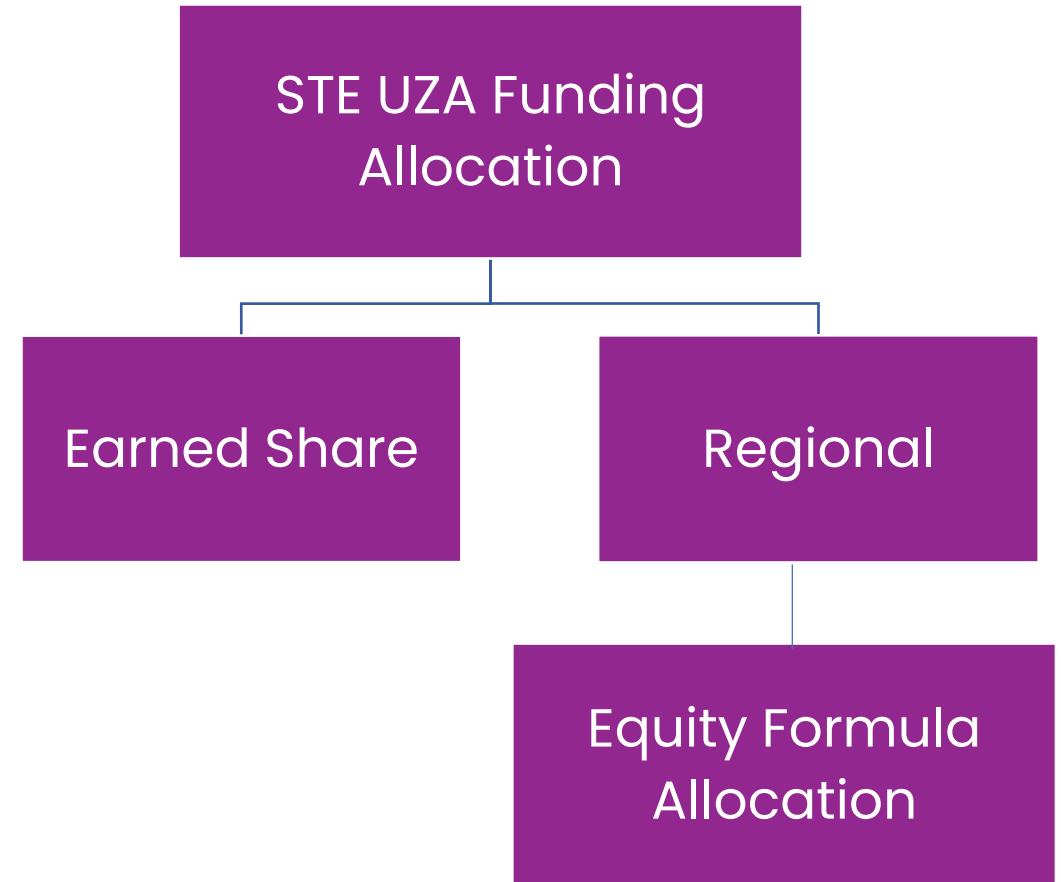 STE UZA Funding
Allocation
Earned Share
Regional
Equity Formula
Allocation